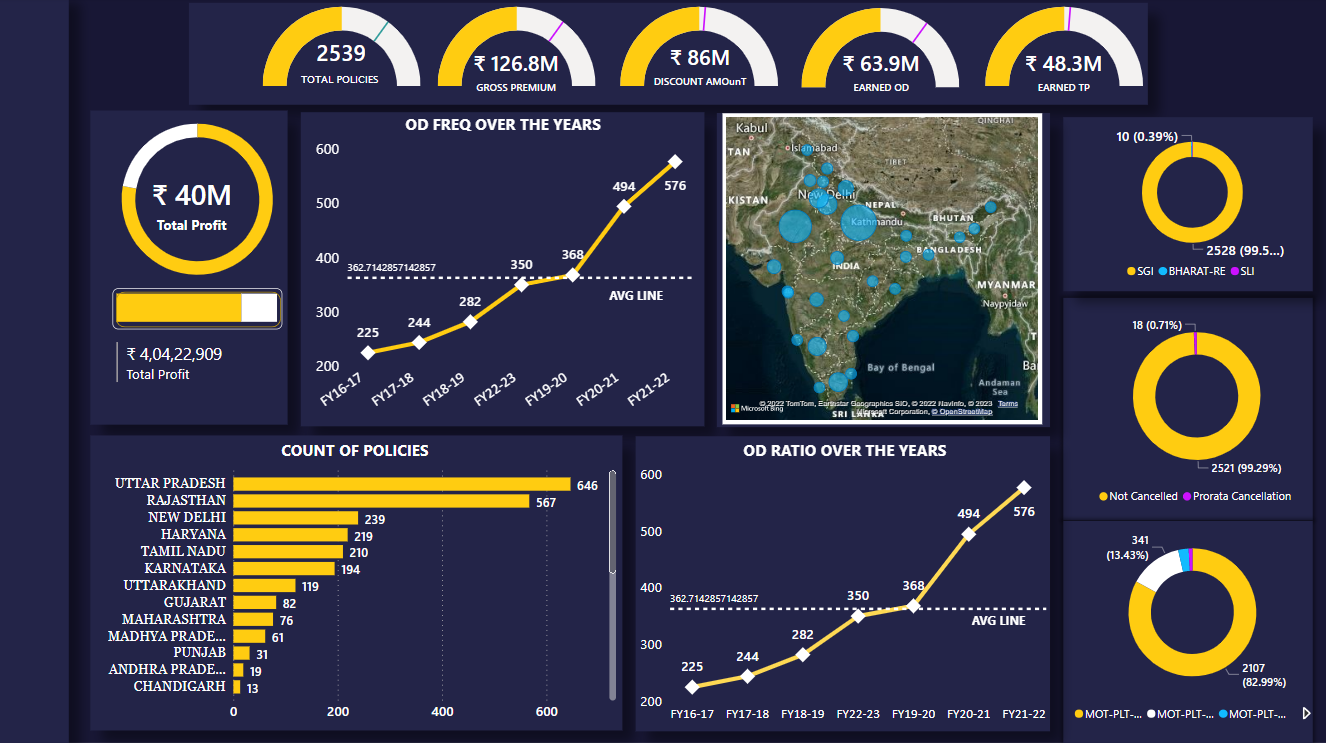 2539
TOTAL POLICIES
₹ 126.8M
GROSS PREMIUM
₹ 86M
DISCOUNT AMOunT
₹ 63.9M
EARNED OD
₹ 48.3M
EARNED TP
₹ 40M
Total Profit
₹ 4,04,22,909
Total Profit
OD FREQ OVER THE YEARS
600
500
400
300
200
362.7142857142857
AVG LINE
225
244
282
350
368
494
576
FY16-17
FY17-18
FY18-19
FY22-23
FY19-20
FY20-21
FY21-22
Kabul
TAN
Islamabad
QINGHAI
TIBET
KISTAN
New Delhi
NEPAL
Kathmandu
BHUTAN
BANGLADESH
INDIA
MYANMAR
Naypyidaw
Bay of Bengal
Ba
Andaman
Sea
SRI LANKA
Microsoft Bing
© 2022 TomTom, Earthstar Geographics SIO, © 2022 NavInfo, © 2023 Terms
Microsoft Corporation, © OpenStreetMap
10 (0.39%)
2528 (99.5...)
SGI BHARAT-RE SLI
18 (0.71%)
2521 (99.29%)
Not Cancelled Prorata Cancellation
341
(13.43%)
2107
(82.99%)
MOT-PLT-... MOT-PLT-... MOT-PLT-...
COUNT OF POLICIES
UTTAR PRADESH 646
RAJASTHAN 567
NEW DELHI 239
HARYANA 219
TAMIL NADU 210
KARNATAKA 194
UTTARAKHAND 119
GUJARAT 82
MAHARASHTRA 76
MADHYA PRADE... 61
PUNJAB 31
ANDHRA PRADE... 19
CHANDIGARH 13
0 200 400 600
OD RATIO OVER THE YEARS
600
500
400
300
200
362.7142857142857
AVG LINE
225
244
282
350
368
494
576
FY16-17 FY17-18 FY18-19 FY22-23 FY19-20 FY20-21 FY21-22